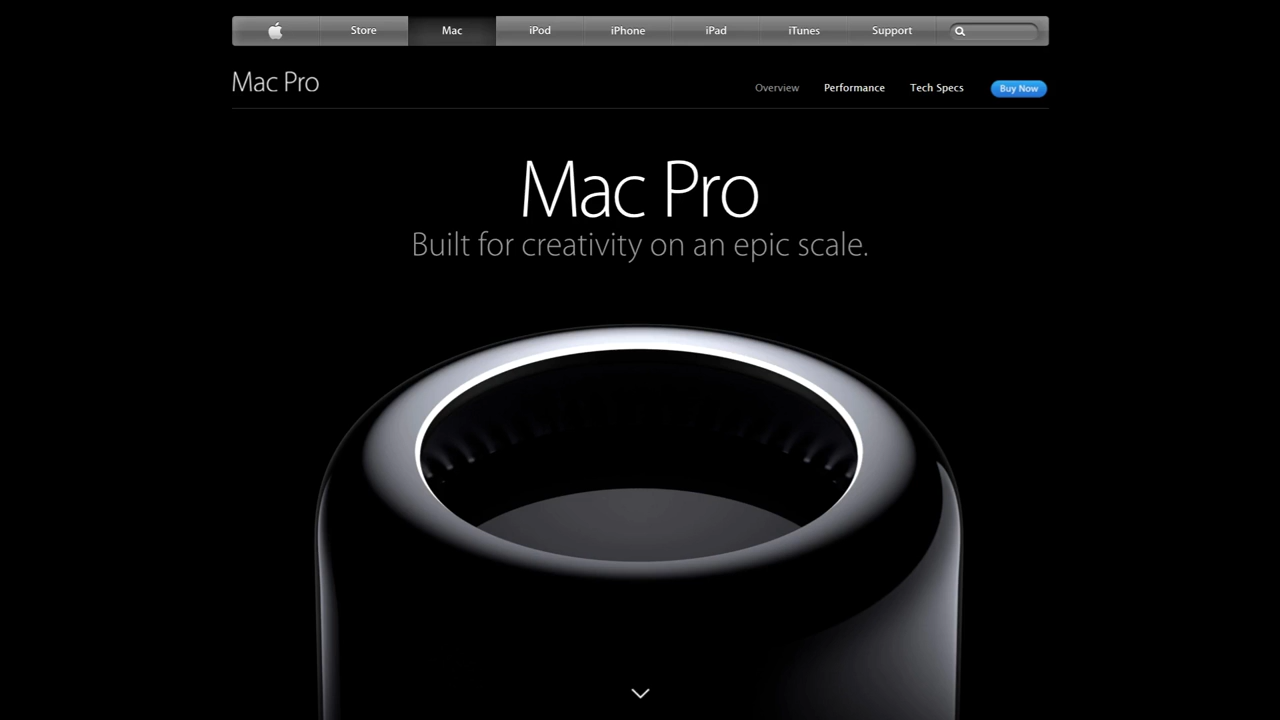 Store Mac iPod iPhone iPad iTunes Support
Mac Pro
Overview Performance Tech Specs Buy Now
Mac Pro
Built for creativity on an epic scale.